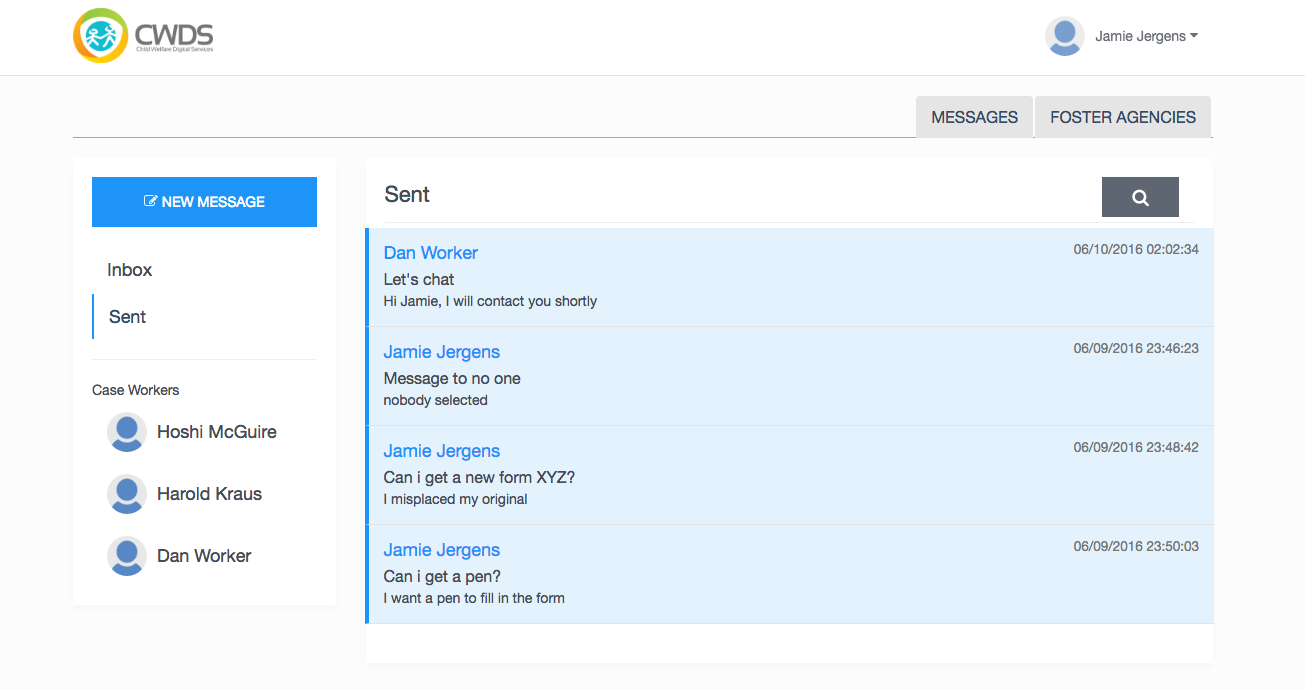 CWDS
Child Welfare Digital Services
Jamie Jergens
MESSAGES
FOSTER AGENCIES
NEW MESSAGE
Inbox
Sent
Case Workers
Hoshi McGuire
Harold Kraus
Dan Worker
Sent
Dan Worker
06/10/2016 02:02:34
Let's chat
Hi Jamie, I will contact you shortly
Jamie Jergens
06/09/2016 23:46:23
Message to no one
nobody selected
Jamie Jergens
06/09/2016 23:48:42
Can i get a new form XYZ?
I misplaced my original
Jamie Jergens
06/09/2016 23:50:03
Can i get a pen?
I want a pen to fill in the form